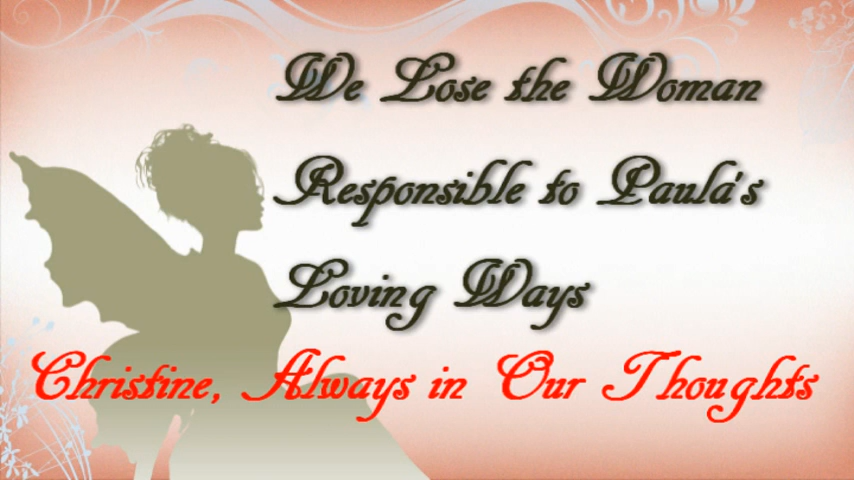 We Lose the Woman
Responsible to Paula's
Loving Ways
Christine, Always in Our Thoughts